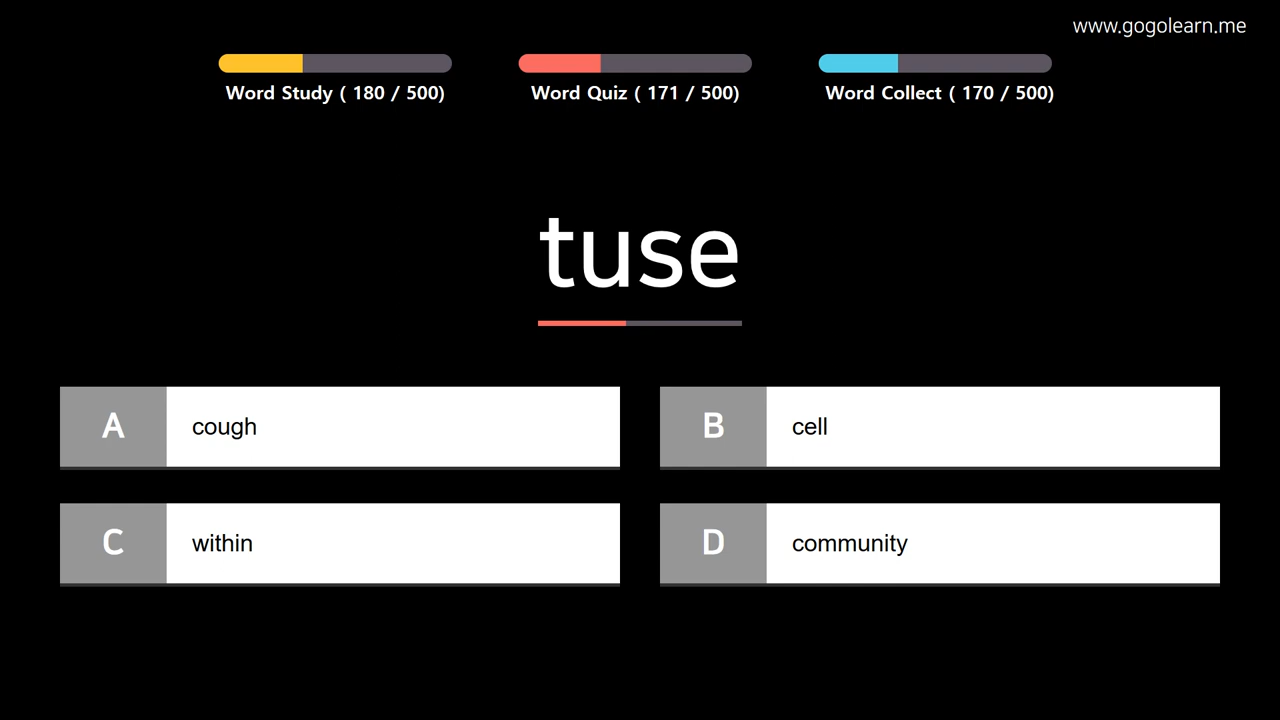 www.gogolearn.me
Word Study ( 180 / 500)
Word Quiz ( 171 / 500)
Word Collect ( 170 / 500)
tuse
A cough
B cell
C within
D community